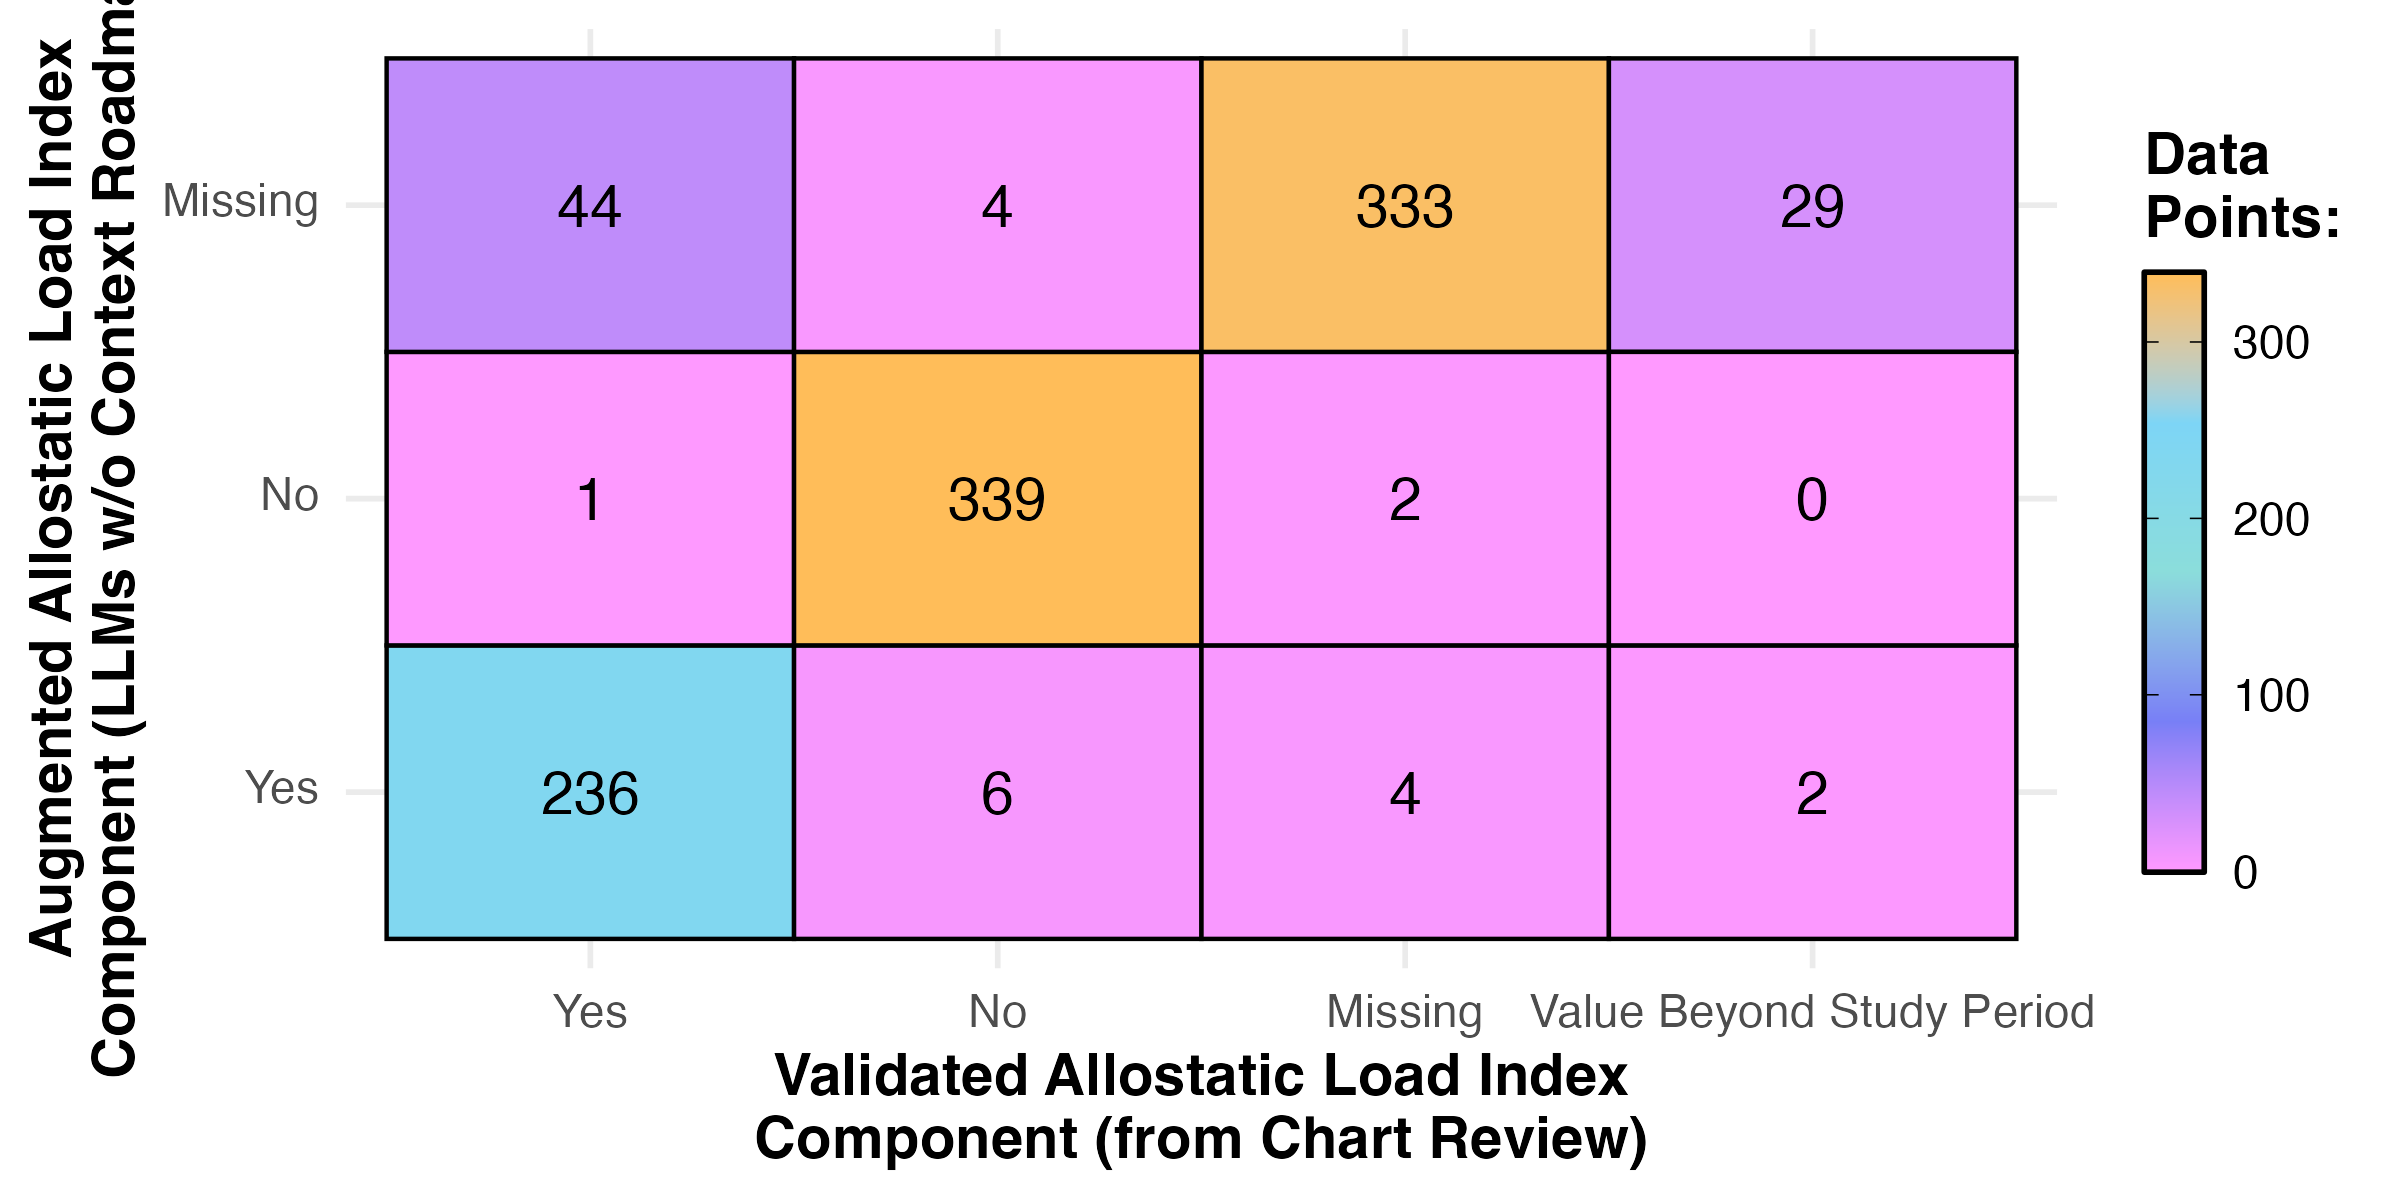 Augmented Allostatic Load Index
Component (LLMs w/o Context
Missing
No
Yes
44 4 333 29
1 339 2 0
236 6 4 2
Yes No Missing Value Beyond Study Period
Validated Allostatic Load Index
Component (from Chart Review)
Data
Points:
300
200
100
0